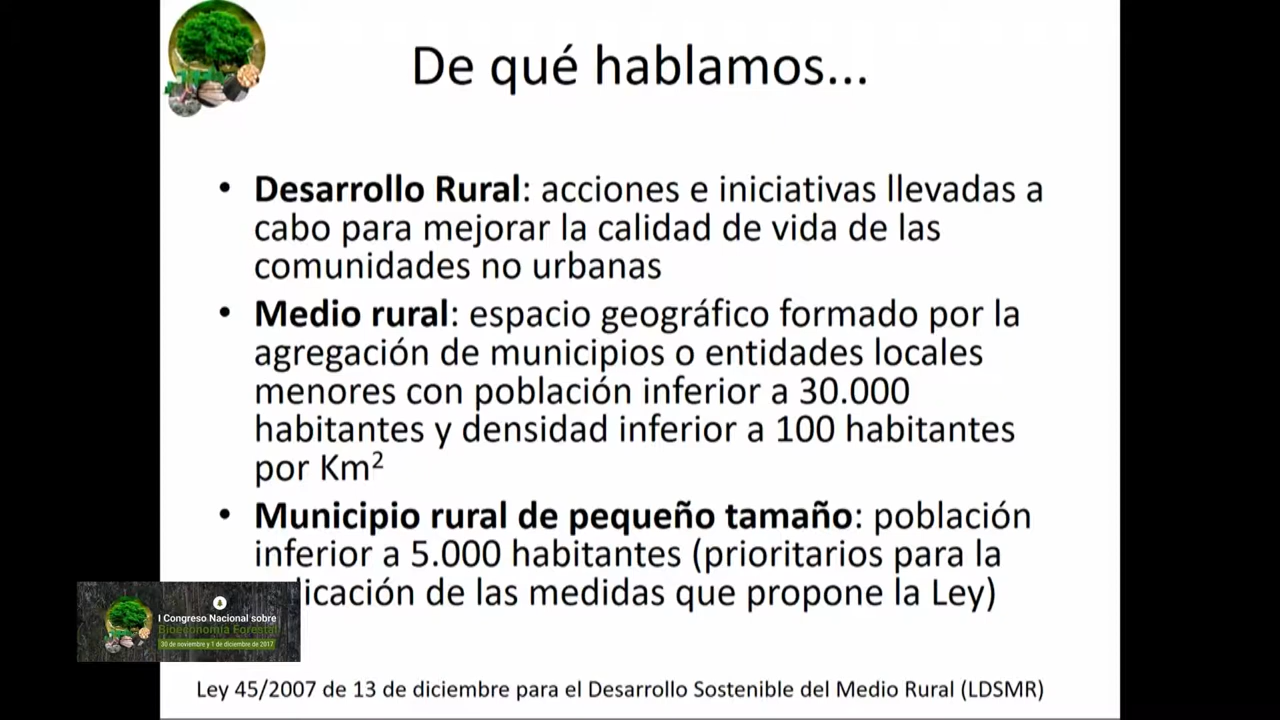 De qué hablamos...
• Desarrollo Rural: acciones e iniciativas llevadas a
cabo para mejorar la calidad de vida de las
comunidades no urbanas
• Medio rural: espacio geográfico formado por la
agregación de municipios o entidades locales
menores con población inferior a 30.000
habitantes y densidad inferior a 100 habitantes
por Km²
• Municipio rural de pequeño tamaño: población
inferior a 5.000 habitantes (prioritarios para la
licación de las medidas que propone la Ley)
I Congreso Nacional sobre
Bioeconomía Forestal
30 de noviembre y 1 de diciembre de 2017
Ley 45/2007 de 13 de diciembre para el Desarrollo Sostenible del Medio Rural (LDSMR)